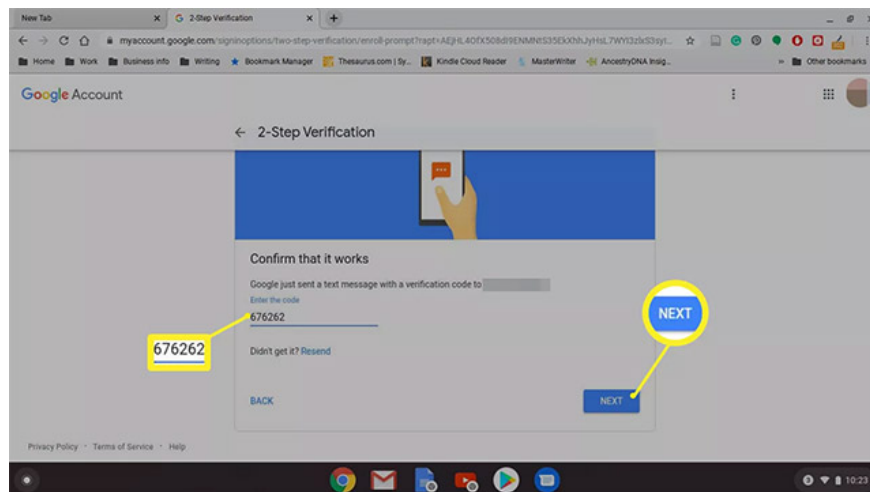 New Tab
2-Step Verification
myaccount.google.com/signinoptions/two-step-verification/enroll-prompt?rapt=
Home Work Business info Writing Bookmark Manager Thesaurus.com | Sy... Kindle Cloud Reader MasterWriter AncestryDNA Insig... » Other bookmarks
Google Account
2-Step Verification
Confirm that it works
Google just sent a text message with a verification code to
Enter the code
676262
NEXT
676262
Didn't get it? Resend
BACK
NEXT
Privacy Policy · Terms of Service · Help
10:23